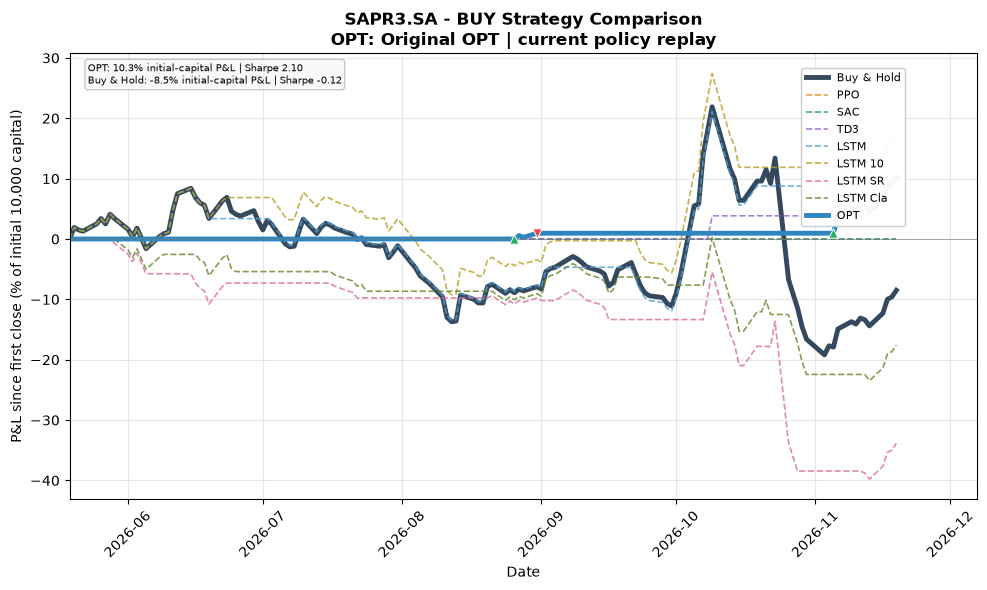 SAPR3.SA - BUY Strategy Comparison
OPT: Original OPT | current policy replay
OPT: 10.3% initial-capital P&L | Sharpe 2.10
Buy & Hold: -8.5% initial-capital P&L | Sharpe -0.12
Buy & Hold
PPO
SAC
TD3
LSTM
LSTM 10
LSTM SR
LSTM Cla
OPT
P&L since first close (% of initial 10,000 capital)
30
20
10
0
−10
−20
−30
−40
2026-06
2026-07
2026-08
2026-09
2026-10
2026-11
2026-12
Date